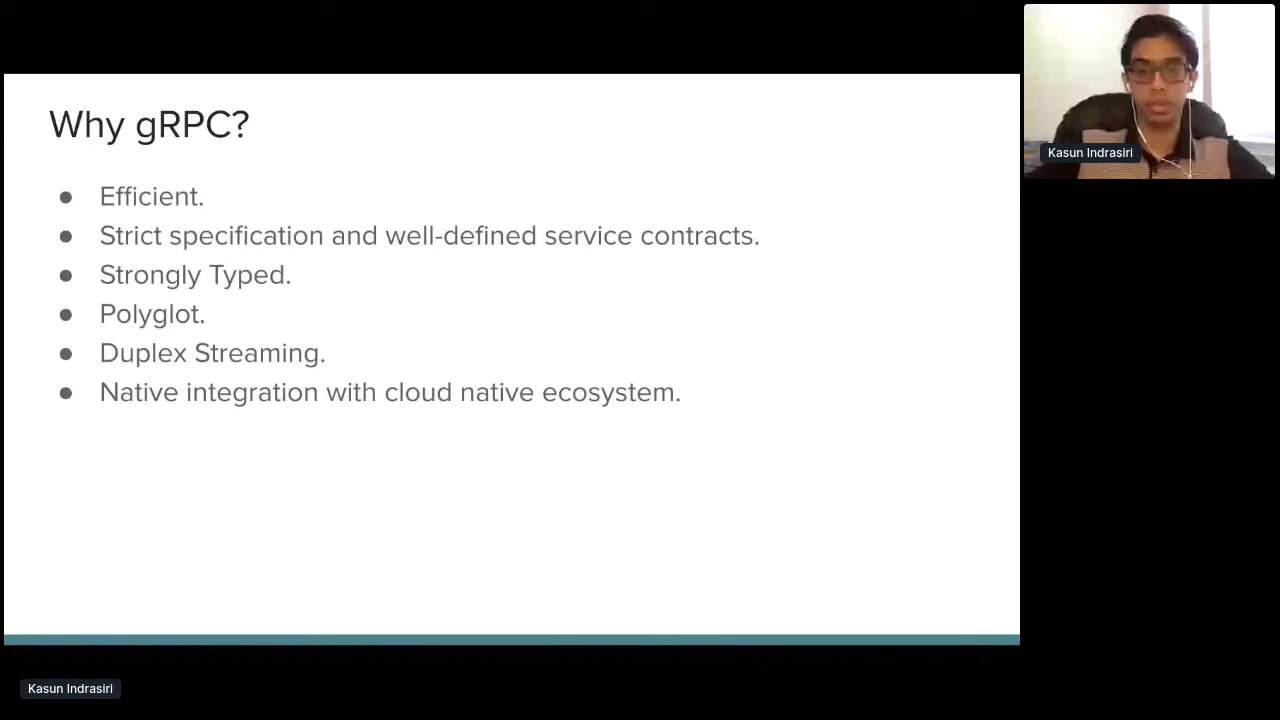 Why gRPC?
● Efficient.
● Strict specification and well-defined service contracts.
● Strongly Typed.
● Polyglot.
● Duplex Streaming.
● Native integration with cloud native ecosystem.
Kasun Indrasiri
Kasun Indrasiri